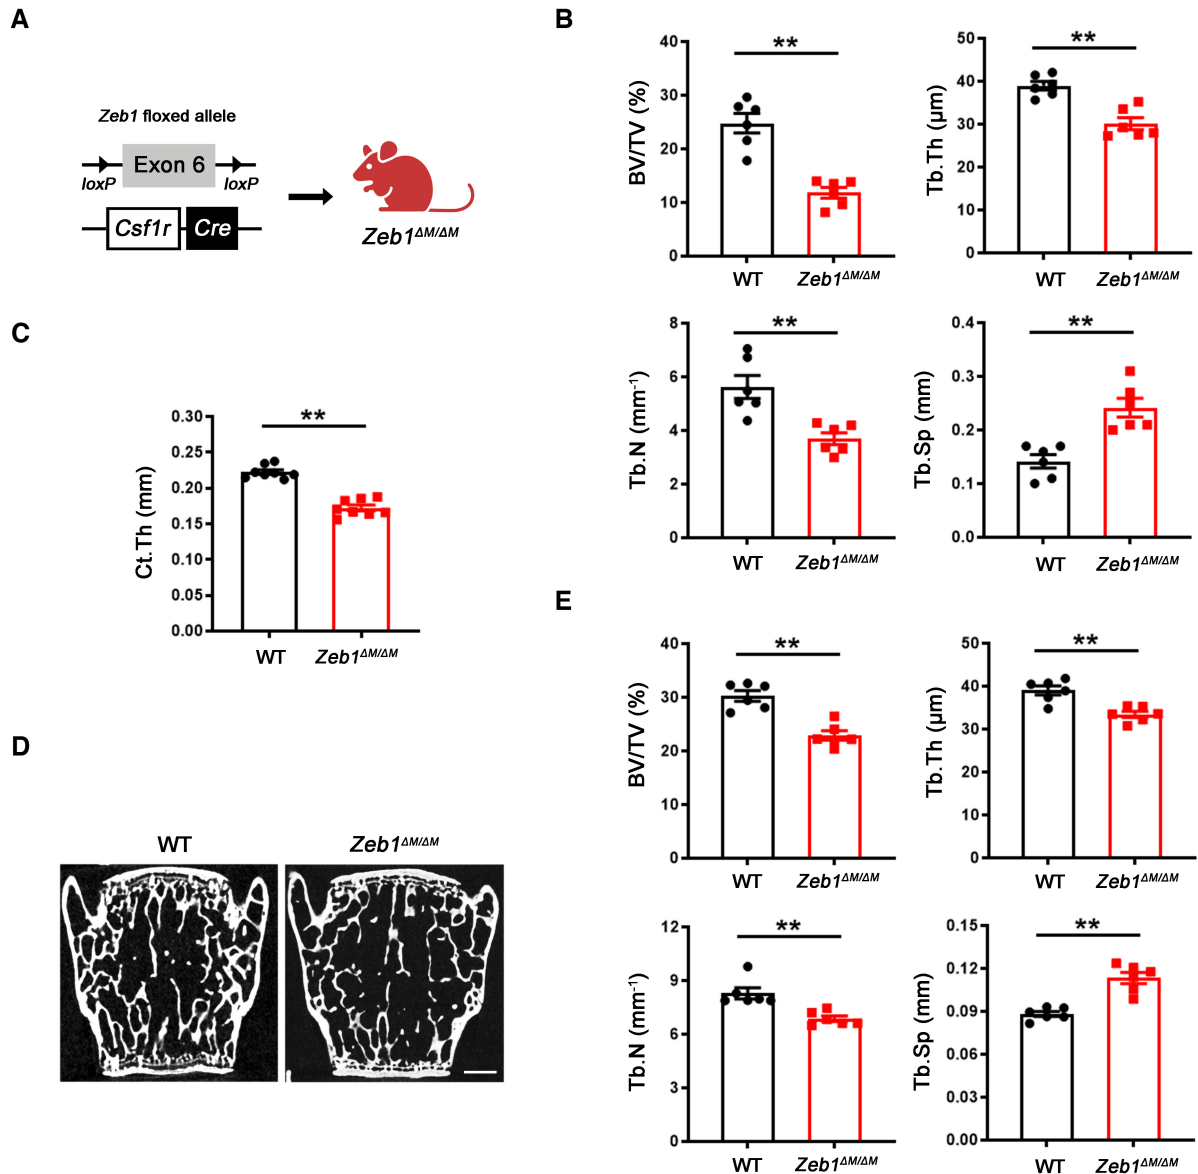 A
Zeb1 floxed allele
Exon 6
loxP
loxP
Csf1r
Cre
Zeb1ΔM/ΔM
B
BV/TV (%)
40
30
20
10
0
**
WT
Zeb1ΔM/ΔM
Tb.Th (μm)
50
40
30
20
10
0
**
WT
Zeb1ΔM/ΔM
Tb.N (mm-1)
8
6
4
2
0
**
WT
Zeb1ΔM/ΔM
Tb.Sp (mm)
0.4
0.3
0.2
0.1
0.0
**
WT
Zeb1ΔM/ΔM
C
Ct.Th (mm)
0.30
0.25
0.20
0.15
0.10
0.05
0.00
**
WT
Zeb1ΔM/ΔM
D
WT
Zeb1ΔM/ΔM
E
BV/TV (%)
40
30
20
10
0
**
WT
Zeb1ΔM/ΔM
Tb.Th (μm)
50
40
30
20
10
0
**
WT
Zeb1ΔM/ΔM
Tb.N (mm-1)
12
9
6
3
0
**
WT
Zeb1ΔM/ΔM
Tb.Sp (mm)
0.15
0.12
0.09
0.06
0.03
0.00
**
WT
Zeb1ΔM/ΔM